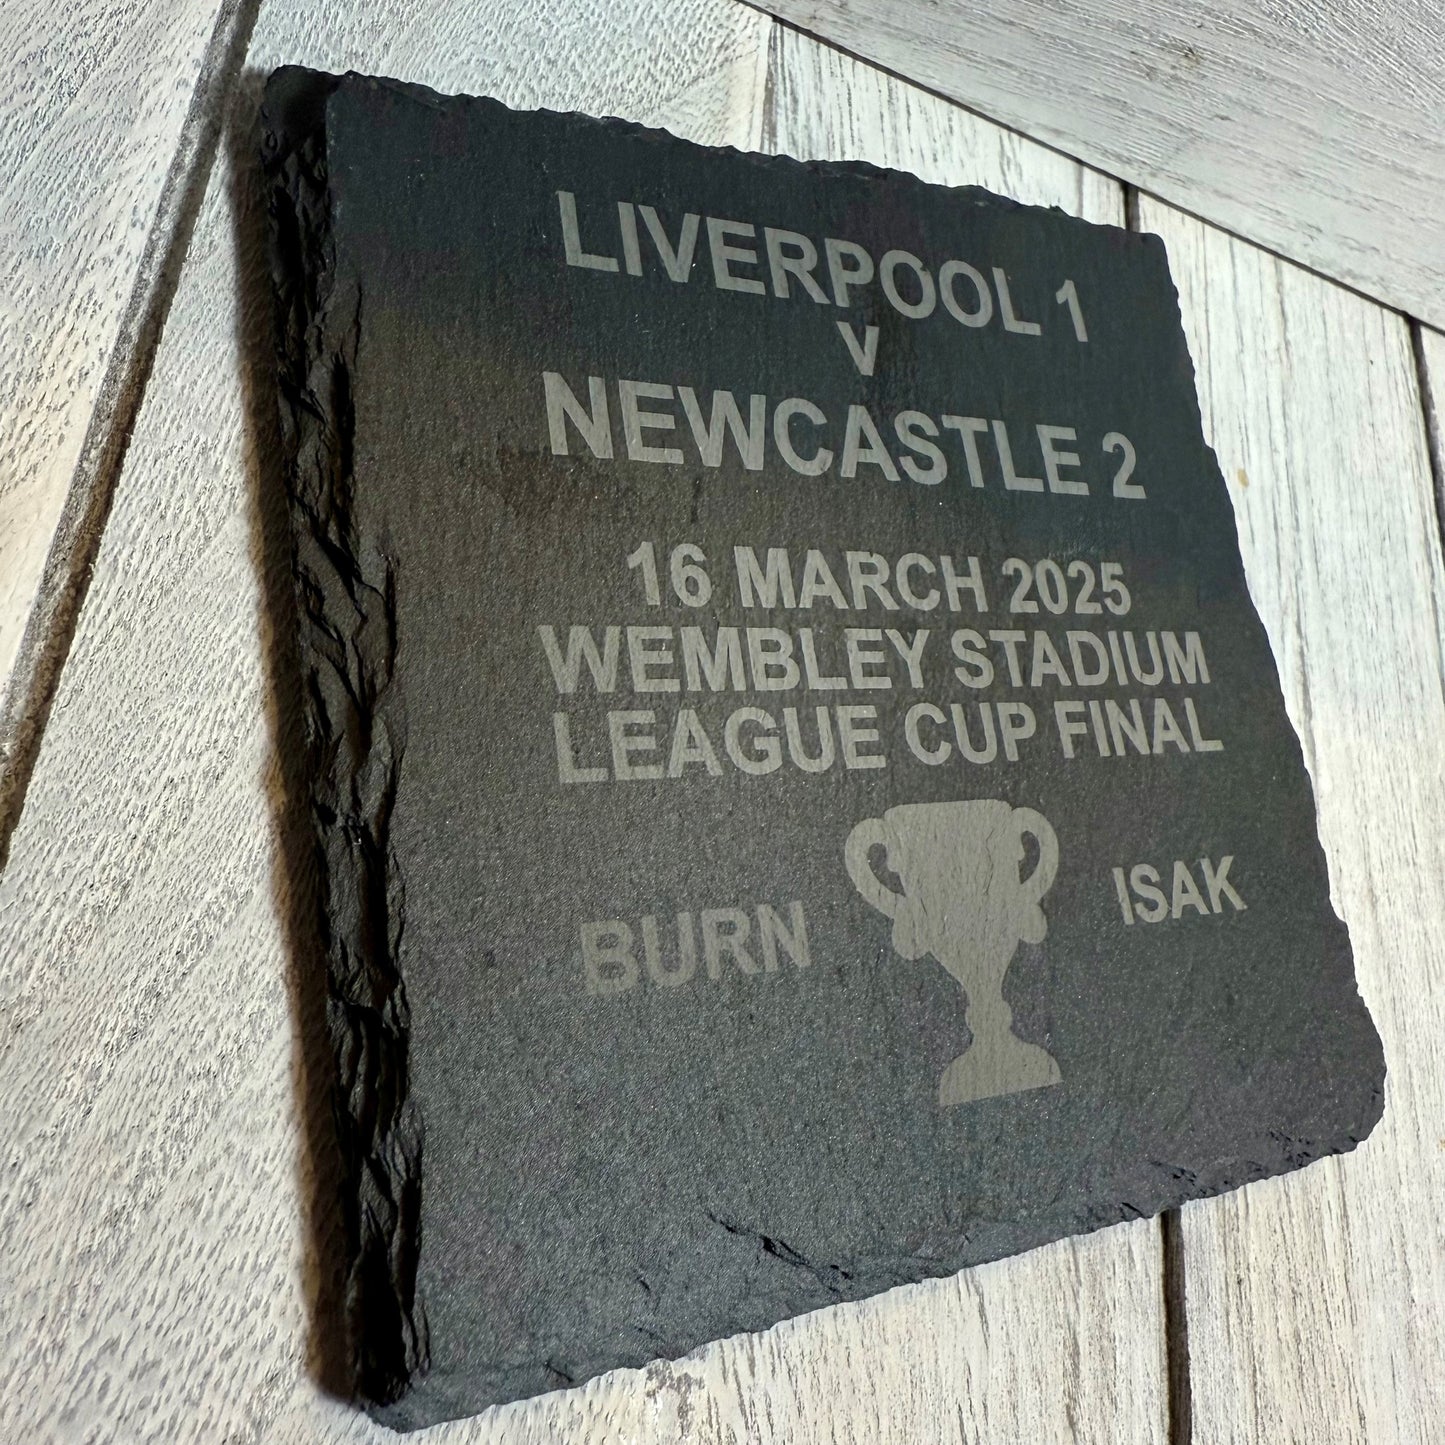 LIVERPOOL 1
V
NEWCASTLE 2
16 MARCH 2025
WEMBLEY STADIUM
LEAGUE CUP FINAL
BURN ISAK